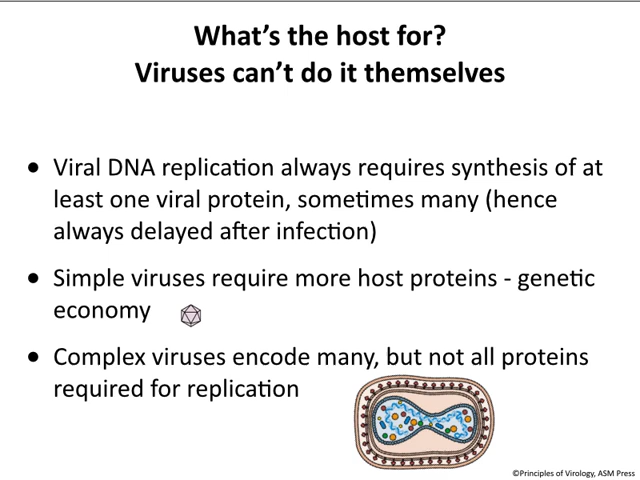 What's the host for?
Viruses can't do it themselves
• Viral DNA replication always requires synthesis of at
least one viral protein, sometimes many (hence
always delayed after infection)
• Simple viruses require more host proteins - genetic
economy
• Complex viruses encode many, but not all proteins
required for replication
©Principles of Virology, ASM Press